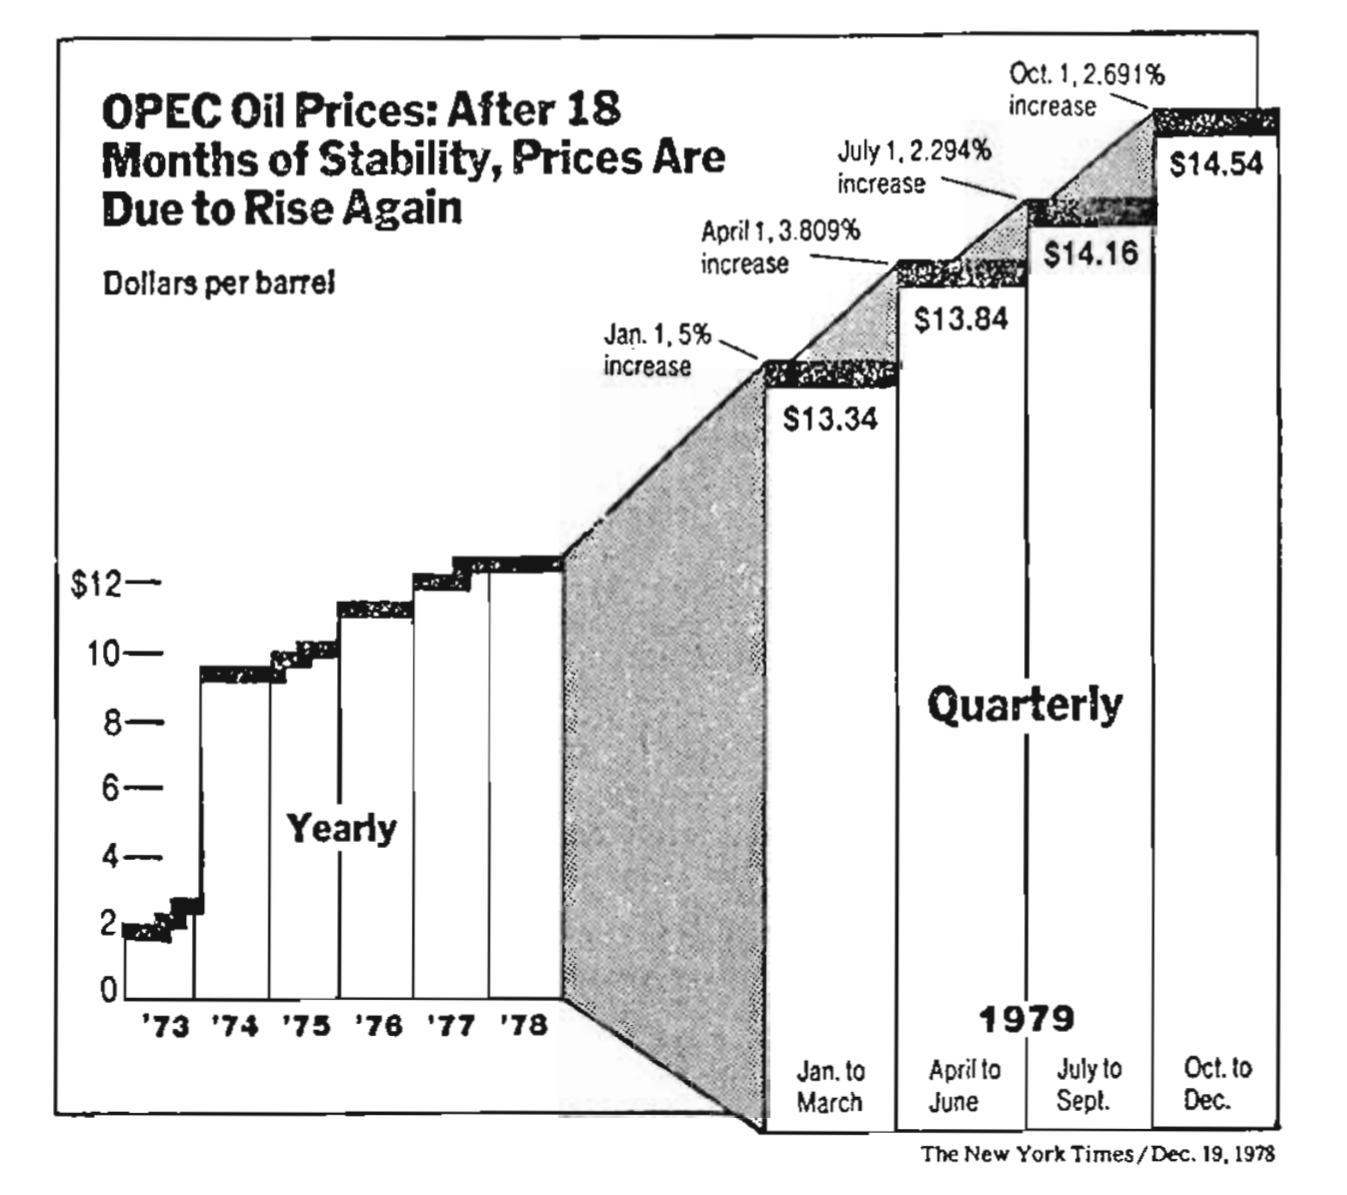 OPEC Oil Prices: After 18
Months of Stability, Prices Are
Due to Rise Again
Dollars per barrel
Oct. 1, 2.691%
increase
July 1, 2.294%
increase
April 1, 3.809%
increase
Jan. 1, 5%
increase
$14.54
$14.16
$13.84
$13.34
$12
10
8
6
4
2
0
Yearly
Quarterly
'73 '74 '75 '76 '77 '78
1979
Jan. to
March
April to
June
July to
Sept.
Oct. to
Dec.
The New York Times/Dec. 19, 1978